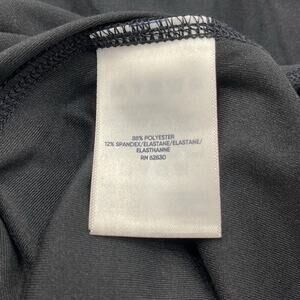 88% POLYESTER
12% SPANDEX/ELASTANE/ELASTANE/
ELASTHANNE
RN 62830